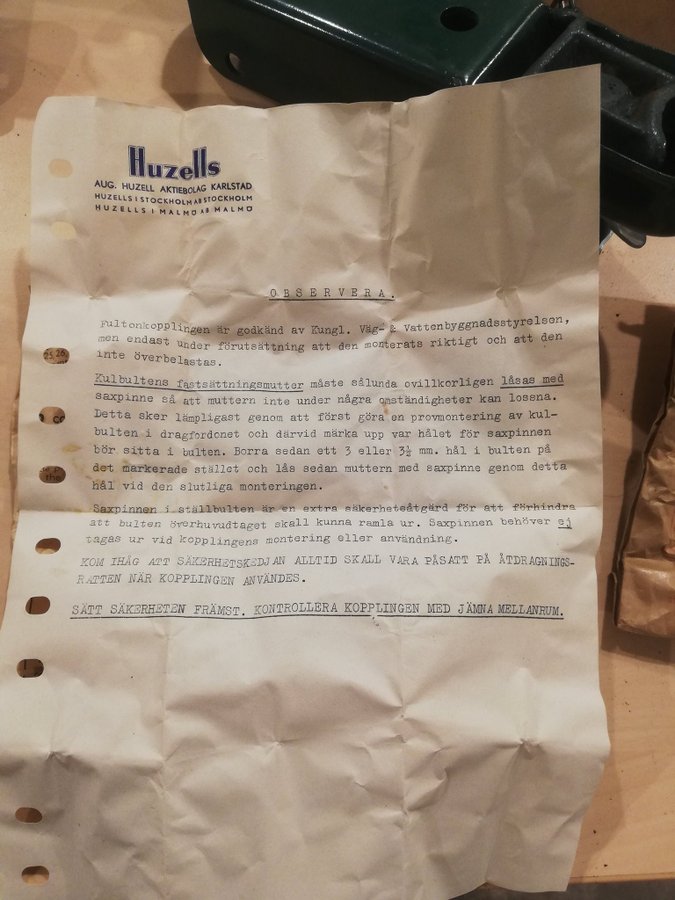 Huzells
AUG. HUZELL AKTIEBOLAG KARLSTAD
HUZELLS I STOCKHOLM AB STOCKHOLM
HUZELLS I MALMÖ AB MALMÖ
OBSERVERA.
Fultonkopplingen är godkänd av Kungl. Väg- & Vattenbyggnadsstyrelsen,
men endast under förutsättning att den monterats riktigt och att den
inte överbelastas.
Kulbultens fastsättningsmutter måste sålunda ovillkorligen låsas med
saxpinne så att muttern inte under några omständigheter kan lossna.
Detta sker lämpligast genom att först göra en provmontering av kul-
bulten i dragfordonet och därvid märka upp var hålet för saxpinnen
bör sitta i bulten. Borra sedan ett 3 eller 3½ mm. hål i bulten på
det markerade stället och lås sedan muttern med saxpinne genom detta
hål vid den slutliga monteringen.
Saxpinnen i ställbulten är en extra säkerhetsåtgärd för att förhindra
att bulten överhuvudtaget skall kunna ramla ur. Saxpinnen behöver ej
tagas ur vid kopplingens montering eller användning.
KOM IHÅG ATT SÄKERHETSKEDJAN ALLTID SKALL VARA PÅSATT PÅ ÅTDRAGNINGS-
RATTEN NÄR KOPPLINGEN ANVÄNDES.
SÄTT SÄKERHETEN FRÄMST. KONTROLLERA KOPPLINGEN MED JÄMNA MELLANRUM.
25, 26,
the